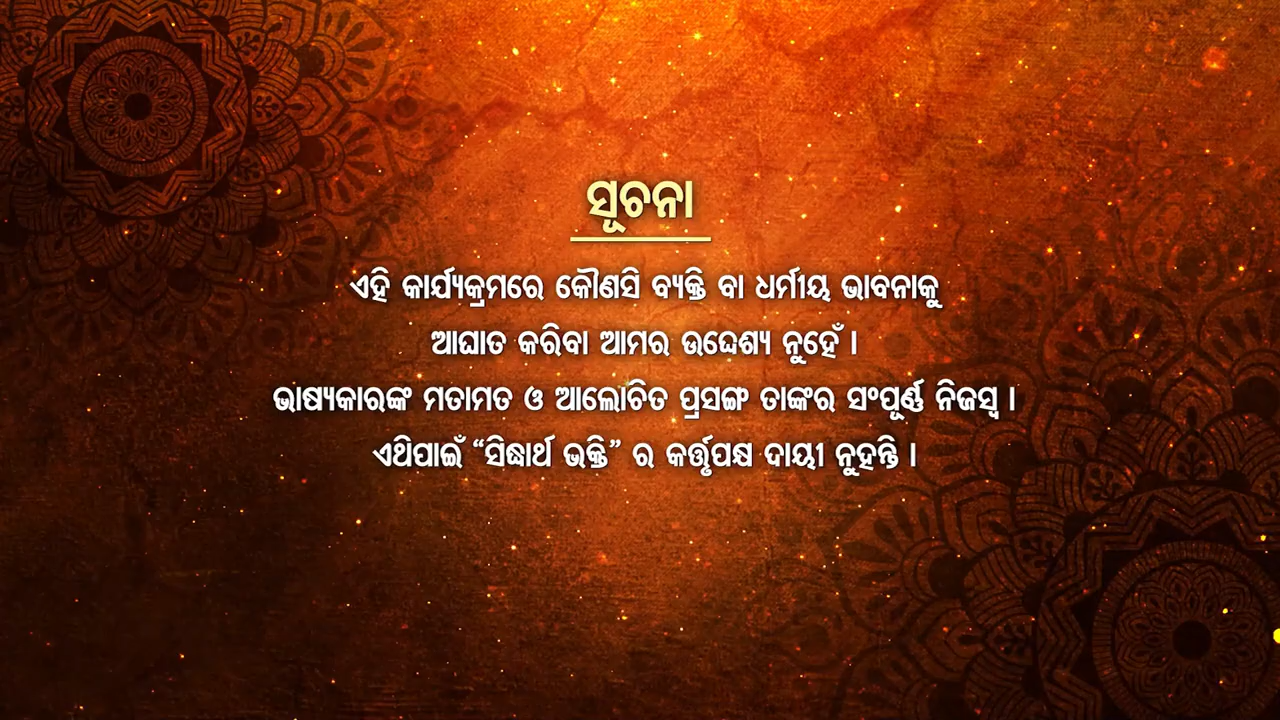 ସୂଚନା
ଏହି କାର୍ଯ୍ୟକ୍ରମରେ କୌଣସି ବ୍ୟକ୍ତି ବା ଧର୍ମୀୟ ଭାବନାକୁ
ଆଘାତ କରିବା ଆମର ଉଦ୍ଦେଶ୍ୟ ନୁହେଁ ।
ଭାଷ୍ୟକାରଙ୍କ ମତାମତ ଓ ଆଲୋଚିତ ପ୍ରସଙ୍ଗ ତାଙ୍କର ସଂପୂର୍ଣ୍ଣ ନିଜସ୍ୱ ।
ଏଥିପାଇଁ “ସିଦ୍ଧାର୍ଥ ଭକ୍ତି” ର କର୍ତ୍ତୃପକ୍ଷ ଦାୟୀ ନୁହନ୍ତି ।